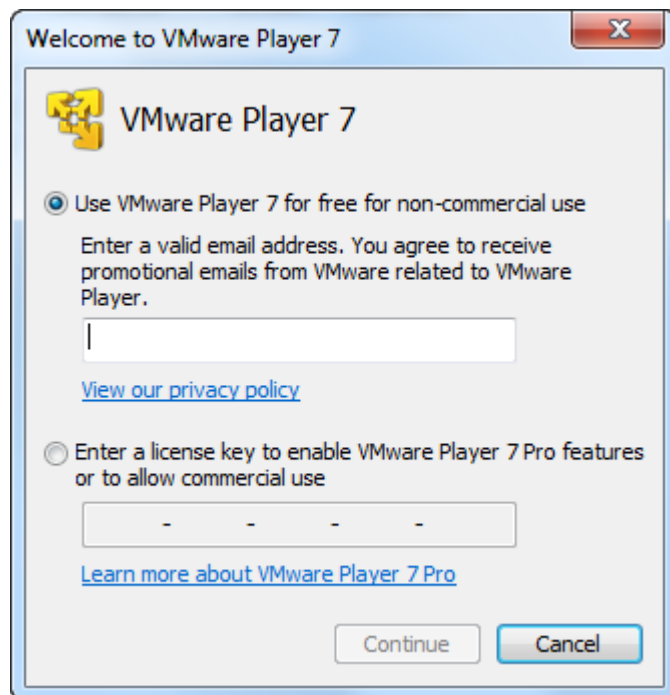 Welcome to VMware Player 7
VMware Player 7
Use VMware Player 7 for free for non-commercial use
Enter a valid email address. You agree to receive
promotional emails from VMware related to VMware
Player.
View our privacy policy
Enter a license key to enable VMware Player 7 Pro features
or to allow commercial use
- - - -
Learn more about VMware Player 7 Pro
Continue Cancel